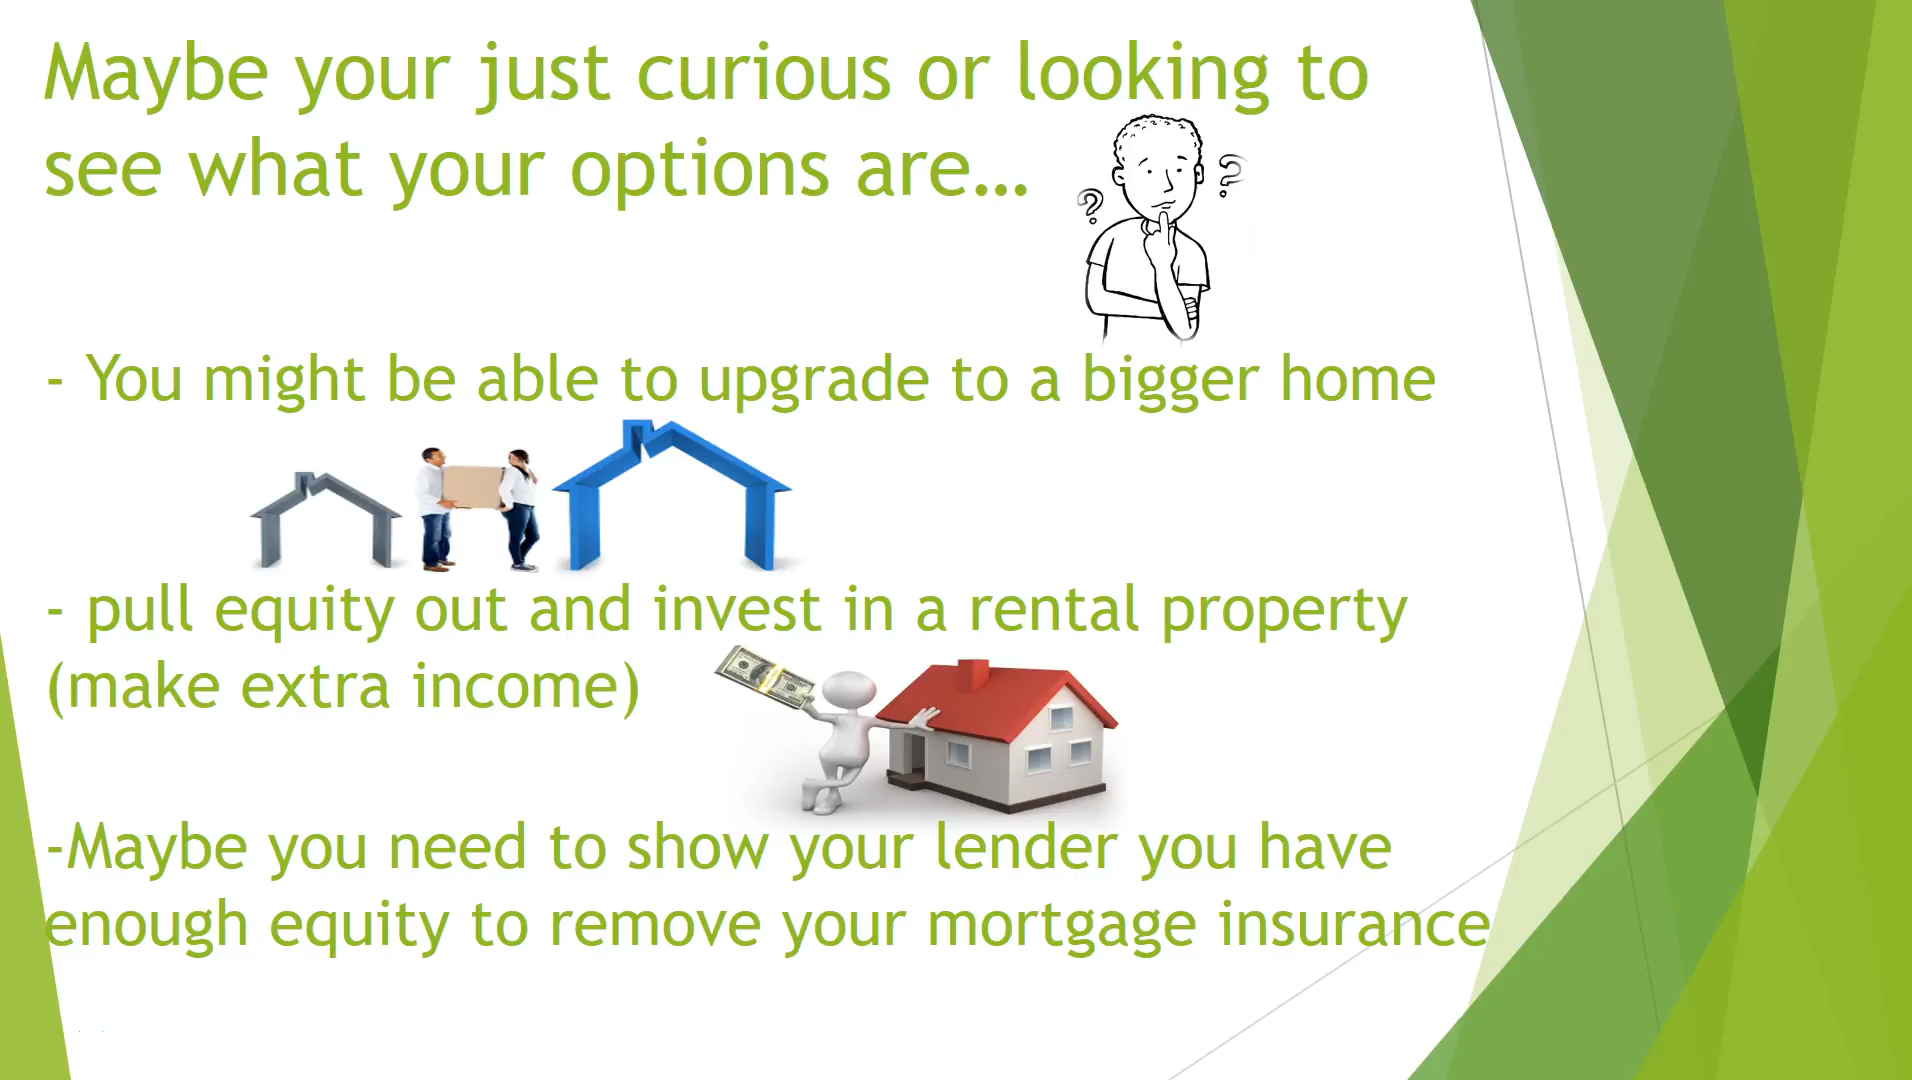 Maybe your just curious or looking to
see what your options are...
? ?
- You might be able to upgrade to a bigger home
- pull equity out and invest in a rental property
(make extra income)
-Maybe you need to show your lender you have
enough equity to remove your mortgage insurance